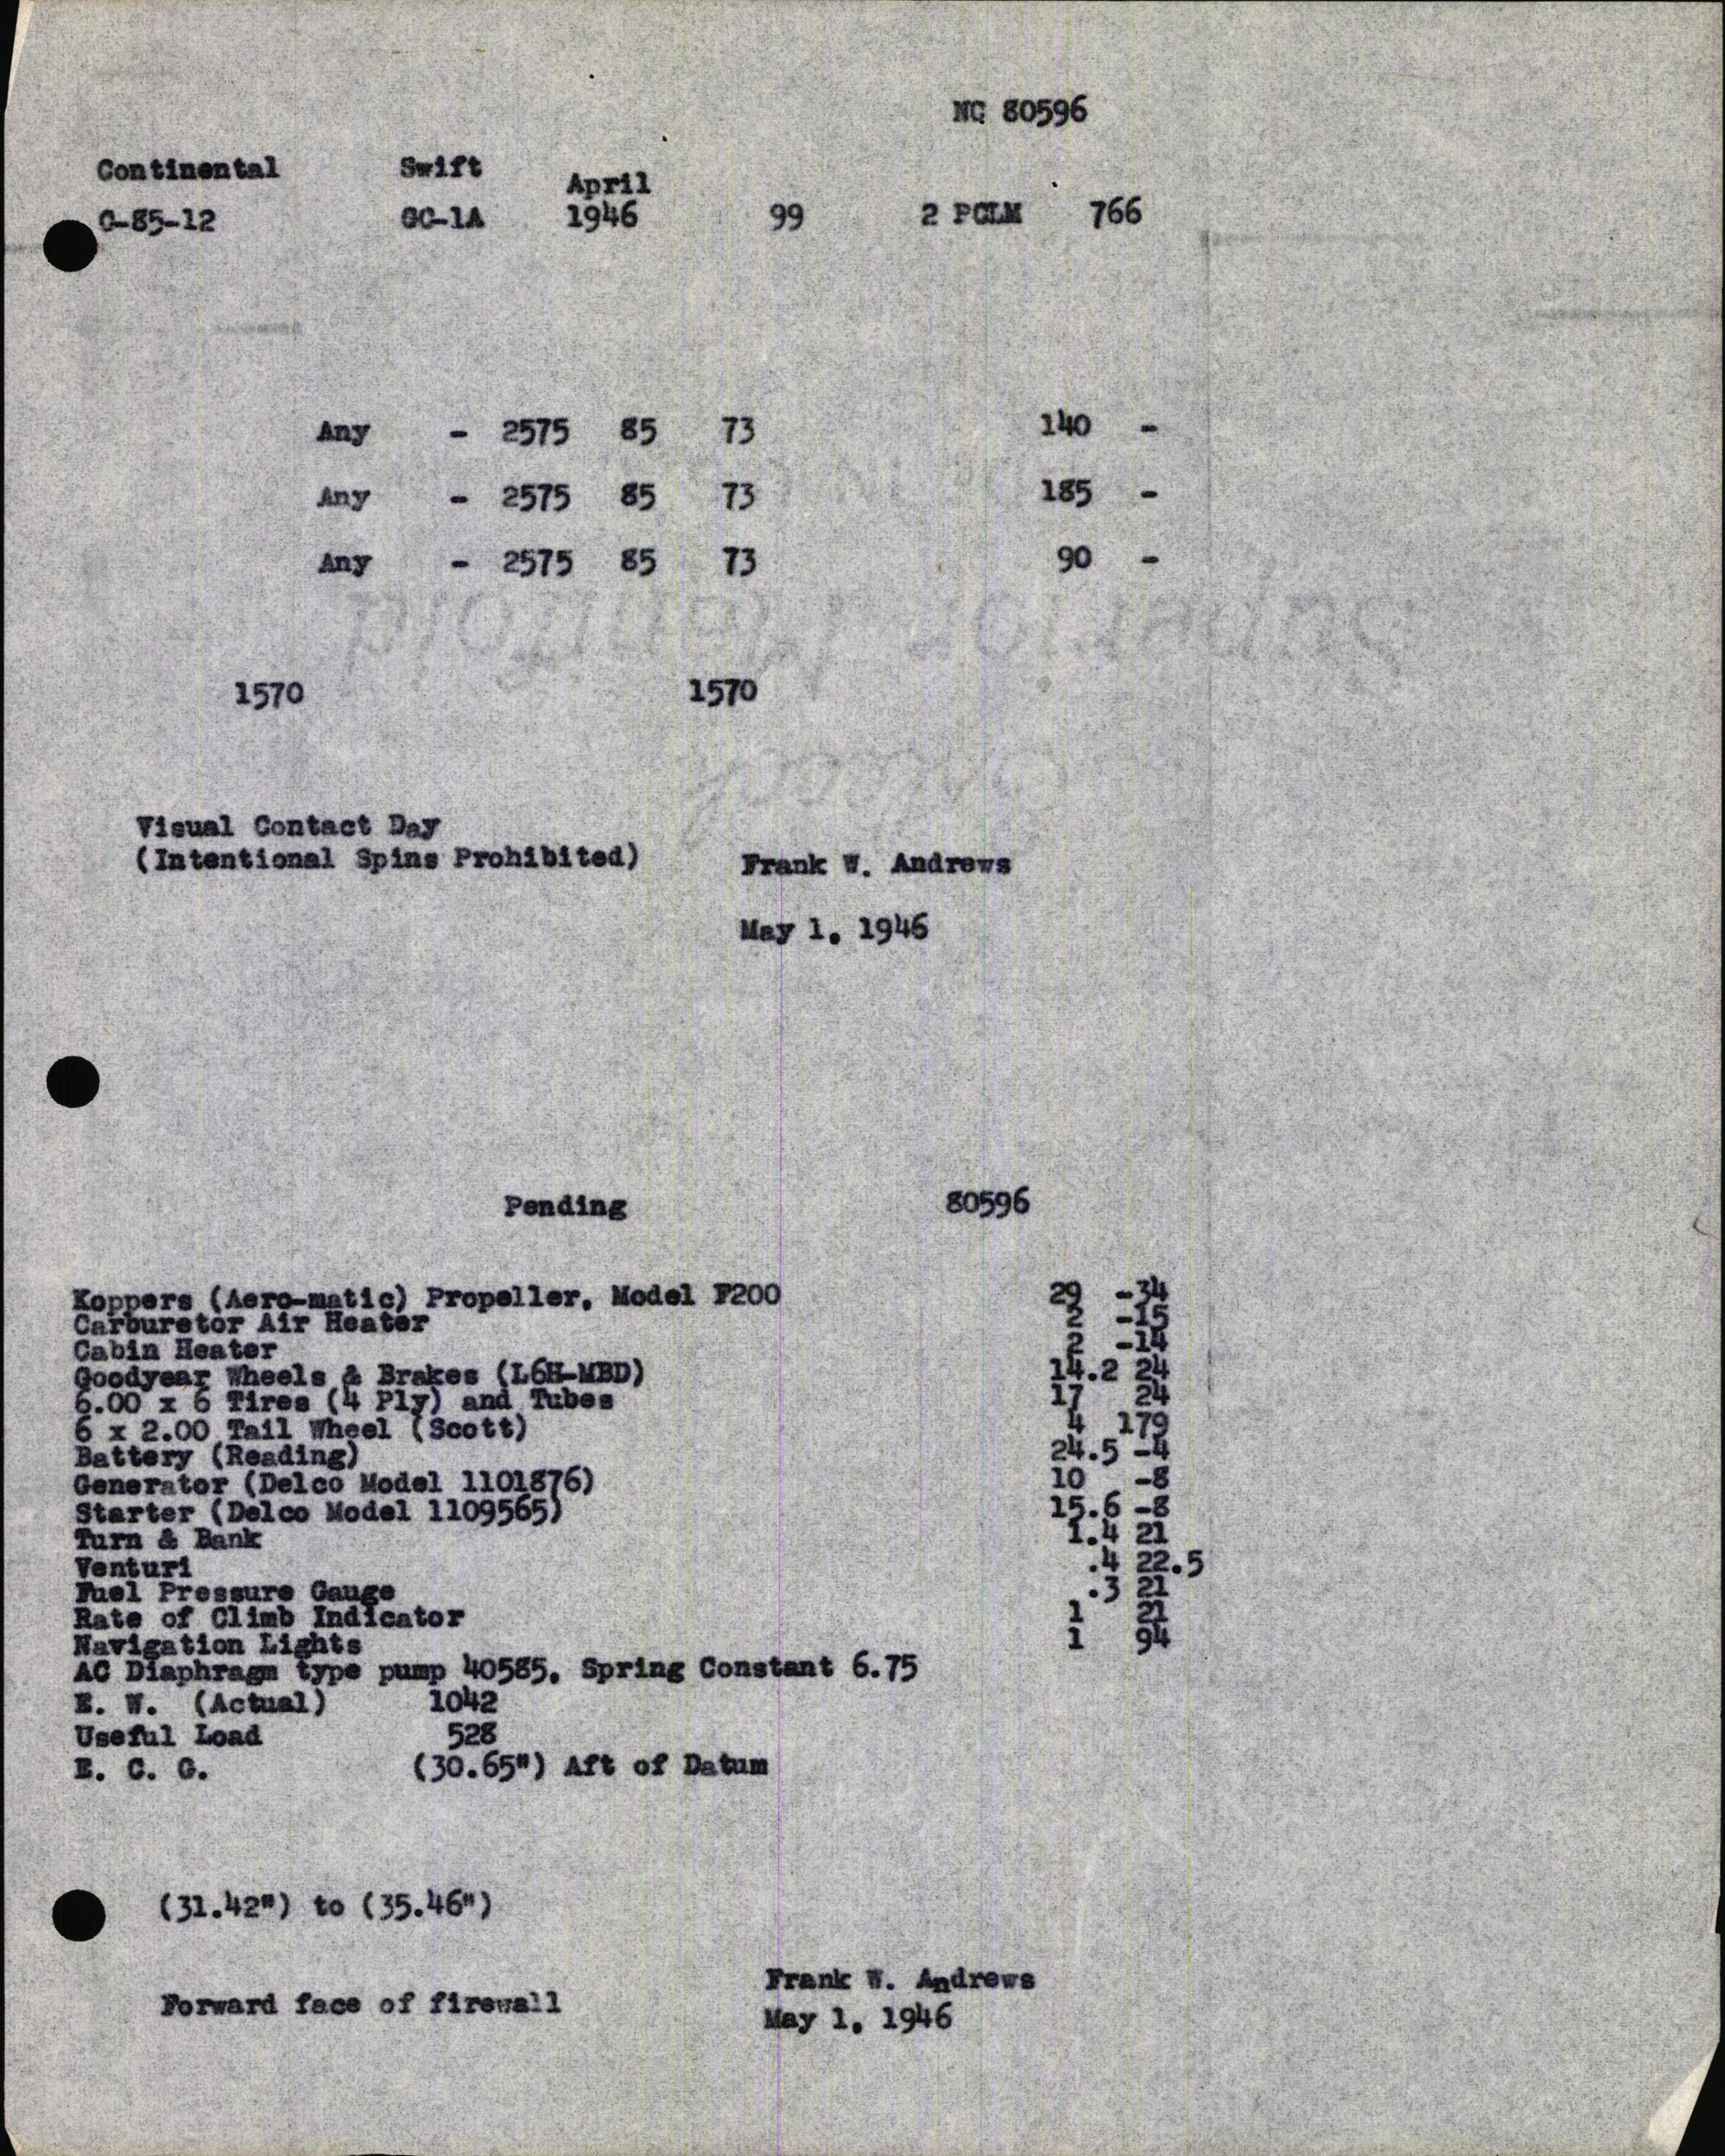 NC 80596
Continental Swift April
C-85-12 GC-1A 1946 99 2 PCLM 766
Any - 2575 85 73 140 -
Any - 2575 85 73 185 -
Any - 2575 85 73 90 -
1570 1570
Visual Contact Day
(Intentional Spins Prohibited) Frank W. Andrews
May 1, 1946
Pending 80596
Koppers (Aero-matic) Propeller, Model F200 29 -34
Carburetor Air Heater 2 -15
Cabin Heater 2 -14
Goodyear Wheels & Brakes (L6H-MBD) 14.2 24
6.00 x 6 Tires (4 Ply) and Tubes 17 24
6 x 2.00 Tail Wheel (Scott) 4 179
Battery (Reading) 24.5 -4
Generator (Delco Model 1101876) 10 -8
Starter (Delco Model 1109565) 15.6 -8
Turn & Bank 1.4 21
Venturi .4 22.5
Fuel Pressure Gauge .3 21
Rate of Climb Indicator 1 21
Navigation Lights 1 94
AC Diaphragm type pump 40585, Spring Constant 6.75
E. W. (Actual) 1042
Useful Load 528
E. C. G. (30.65") Aft of Datum
(31.42") to (35.46")
Frank W. Andrews
Forward face of firewall
May 1, 1946